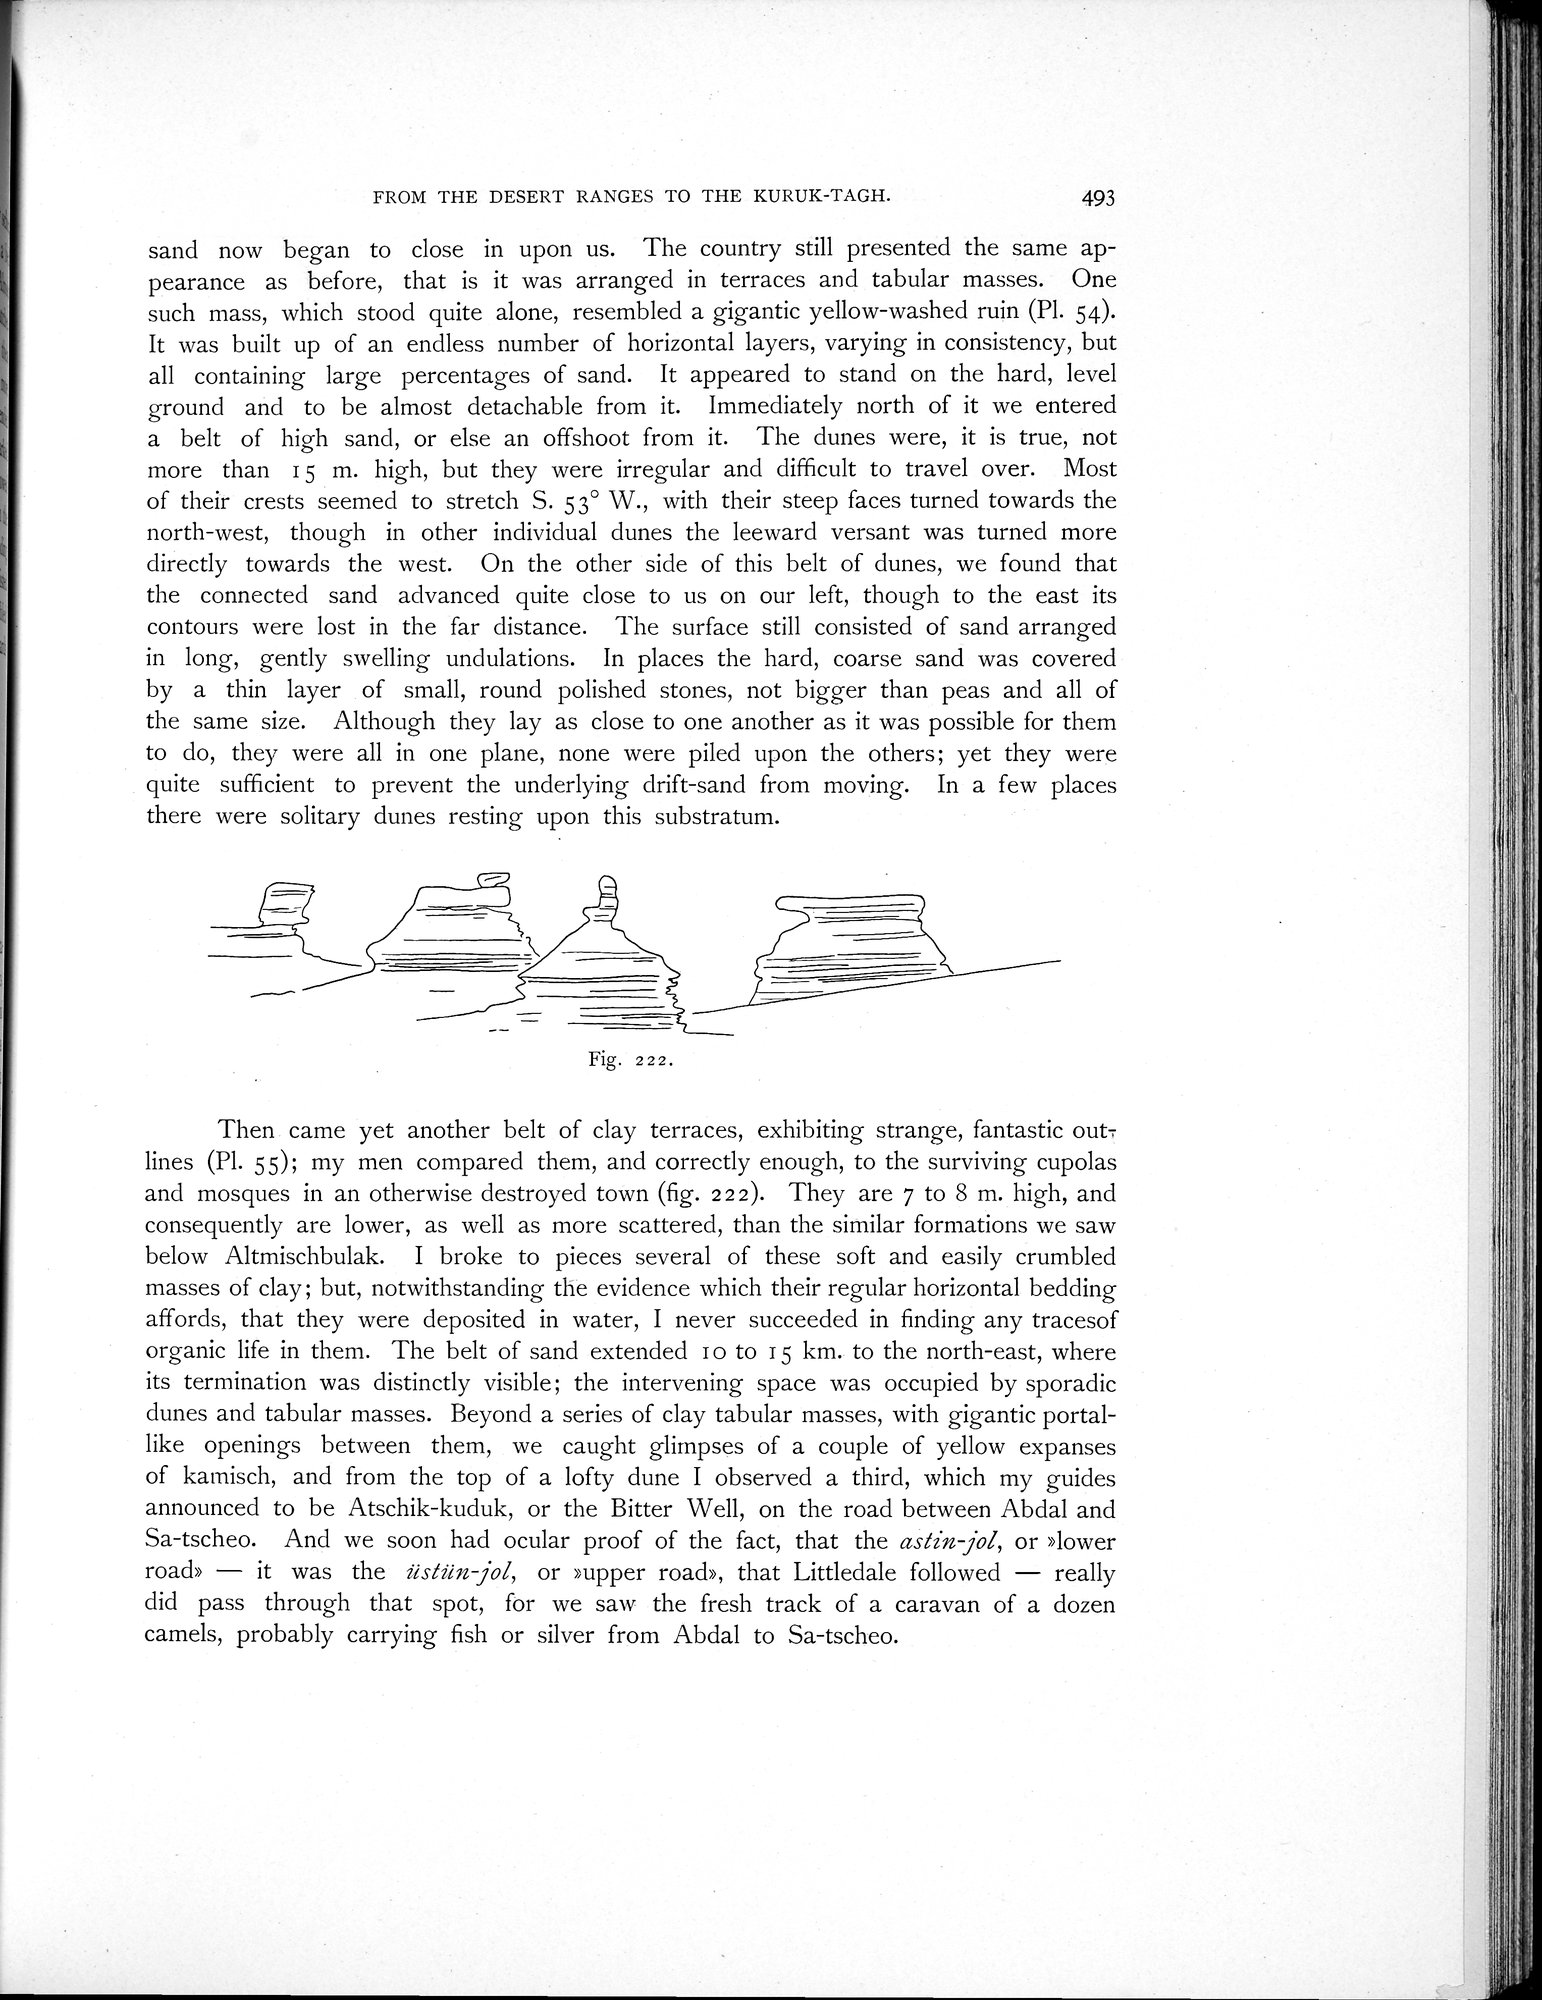 FROM THE DESERT RANGES TO THE KURUK-TAGH. 493
sand now began to close in upon us. The country still presented the same ap-
pearance as before, that is it was arranged in terraces and tabular masses. One
such mass, which stood quite alone, resembled a gigantic yellow-washed ruin (Pl. 54).
It was built up of an endless number of horizontal layers, varying in consistency, but
all containing large percentages of sand. It appeared to stand on the hard, level
ground and to be almost detachable from it. Immediately north of it we entered
a belt of high sand, or else an offshoot from it. The dunes were, it is true, not
more than 15 m. high, but they were irregular and difficult to travel over. Most
of their crests seemed to stretch S. 53° W., with their steep faces turned towards the
north-west, though in other individual dunes the leeward versant was turned more
directly towards the west. On the other side of this belt of dunes, we found that
the connected sand advanced quite close to us on our left, though to the east its
contours were lost in the far distance. The surface still consisted of sand arranged
in long, gently swelling undulations. In places the hard, coarse sand was covered
by a thin layer of small, round polished stones, not bigger than peas and all of
the same size. Although they lay as close to one another as it was possible for them
to do, they were all in one plane, none were piled upon the others; yet they were
quite sufficient to prevent the underlying drift-sand from moving. In a few places
there were solitary dunes resting upon this substratum.
Fig. 222.
Then came yet another belt of clay terraces, exhibiting strange, fantastic out-
lines (Pl. 55); my men compared them, and correctly enough, to the surviving cupolas
and mosques in an otherwise destroyed town (fig. 222). They are 7 to 8 m. high, and
consequently are lower, as well as more scattered, than the similar formations we saw
below Altmischbulak. I broke to pieces several of these soft and easily crumbled
masses of clay; but, notwithstanding the evidence which their regular horizontal bedding
affords, that they were deposited in water, I never succeeded in finding any tracesof
organic life in them. The belt of sand extended 10 to 15 km. to the north-east, where
its termination was distinctly visible; the intervening space was occupied by sporadic
dunes and tabular masses. Beyond a series of clay tabular masses, with gigantic portal-
like openings between them, we caught glimpses of a couple of yellow expanses
of kamisch, and from the top of a lofty dune I observed a third, which my guides
announced to be Atschik-kuduk, or the Bitter Well, on the road between Abdal and
Sa-tscheo. And we soon had ocular proof of the fact, that the astin-jol, or »lower
road» — it was the üstün-jol, or »upper road», that Littledale followed — really
did pass through that spot, for we saw the fresh track of a caravan of a dozen
camels, probably carrying fish or silver from Abdal to Sa-tscheo.